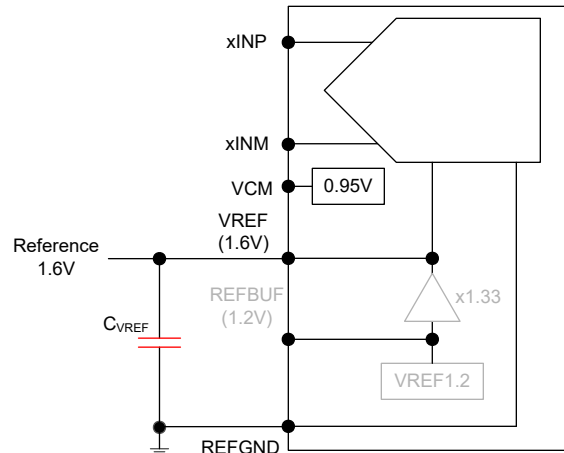 xINP
xINM
VCM
0.95V
VREF
(1.6V)
Reference
1.6V
REFBUF
(1.2V)
x1.33
CVREF
VREF1.2
REFGND